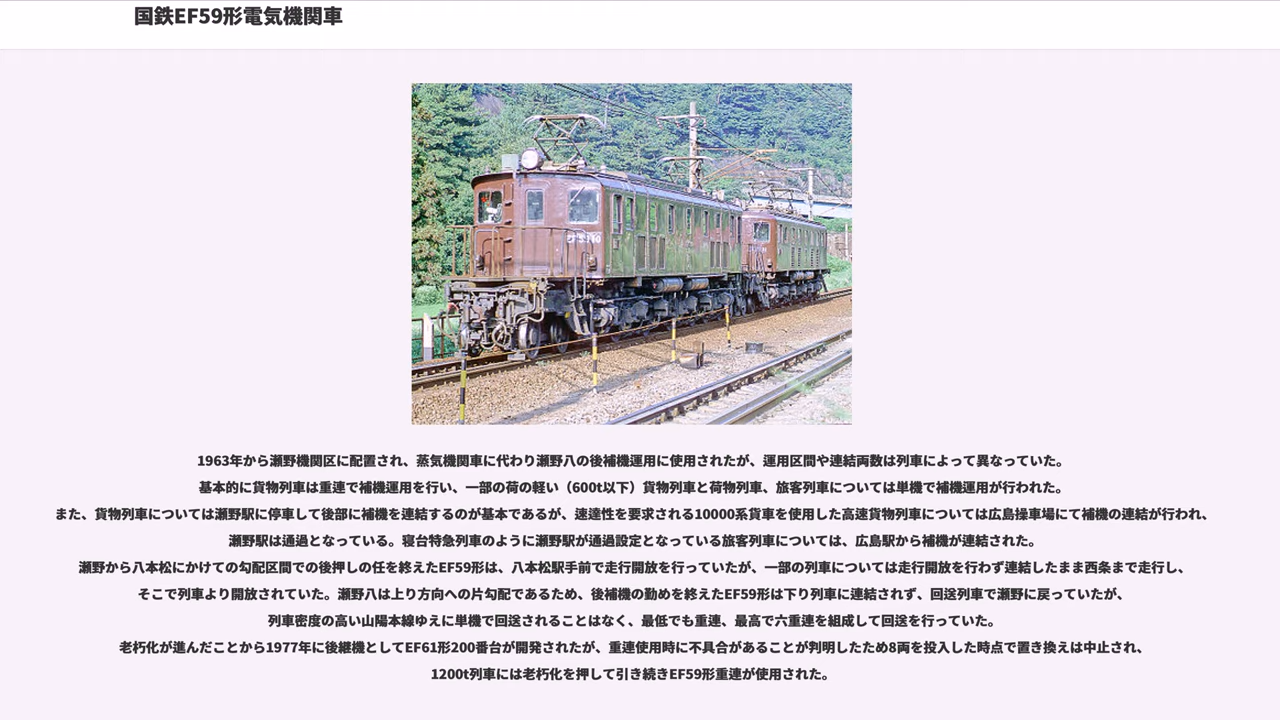 国鉄EF59形電気機関車
1963年から瀬野機関区に配置され、蒸気機関車に代わり瀬野八の後補機運用に使用されたが、運用区間や連結両数は列車によって異なっていた。
基本的に貨物列車は重連で補機運用を行い、一部の荷の軽い（600t以下）貨物列車と荷物列車、旅客列車については単機で補機運用が行われた。
また、貨物列車については瀬野駅に停車して後部に補機を連結するのが基本であるが、速達性を要求される10000系貨車を使用した高速貨物列車については広島操車場にて補機の連結が行われ、
瀬野駅は通過となっている。寝台特急列車のように瀬野駅が通過設定となっている旅客列車については、広島駅から補機が連結された。
瀬野から八本松にかけての勾配区間での後押しの任を終えたEF59形は、八本松駅手前で走行開放を行っていたが、一部の列車については走行開放を行わず連結したまま西条まで走行し、
そこで列車より開放されていた。瀬野八は上り方向への片勾配であるため、後補機の勤めを終えたEF59形は下り列車に連結されず、回送列車で瀬野に戻っていたが、
列車密度の高い山陽本線ゆえに単機で回送されることはなく、最低でも重連、最高で六重連を組成して回送を行っていた。
老朽化が進んだことから1977年に後継機としてEF61形200番台が開発されたが、重連使用時に不具合があることが判明したため8両を投入した時点で置き換えは中止され、
1200t列車には老朽化を押して引き続きEF59形重連が使用された。